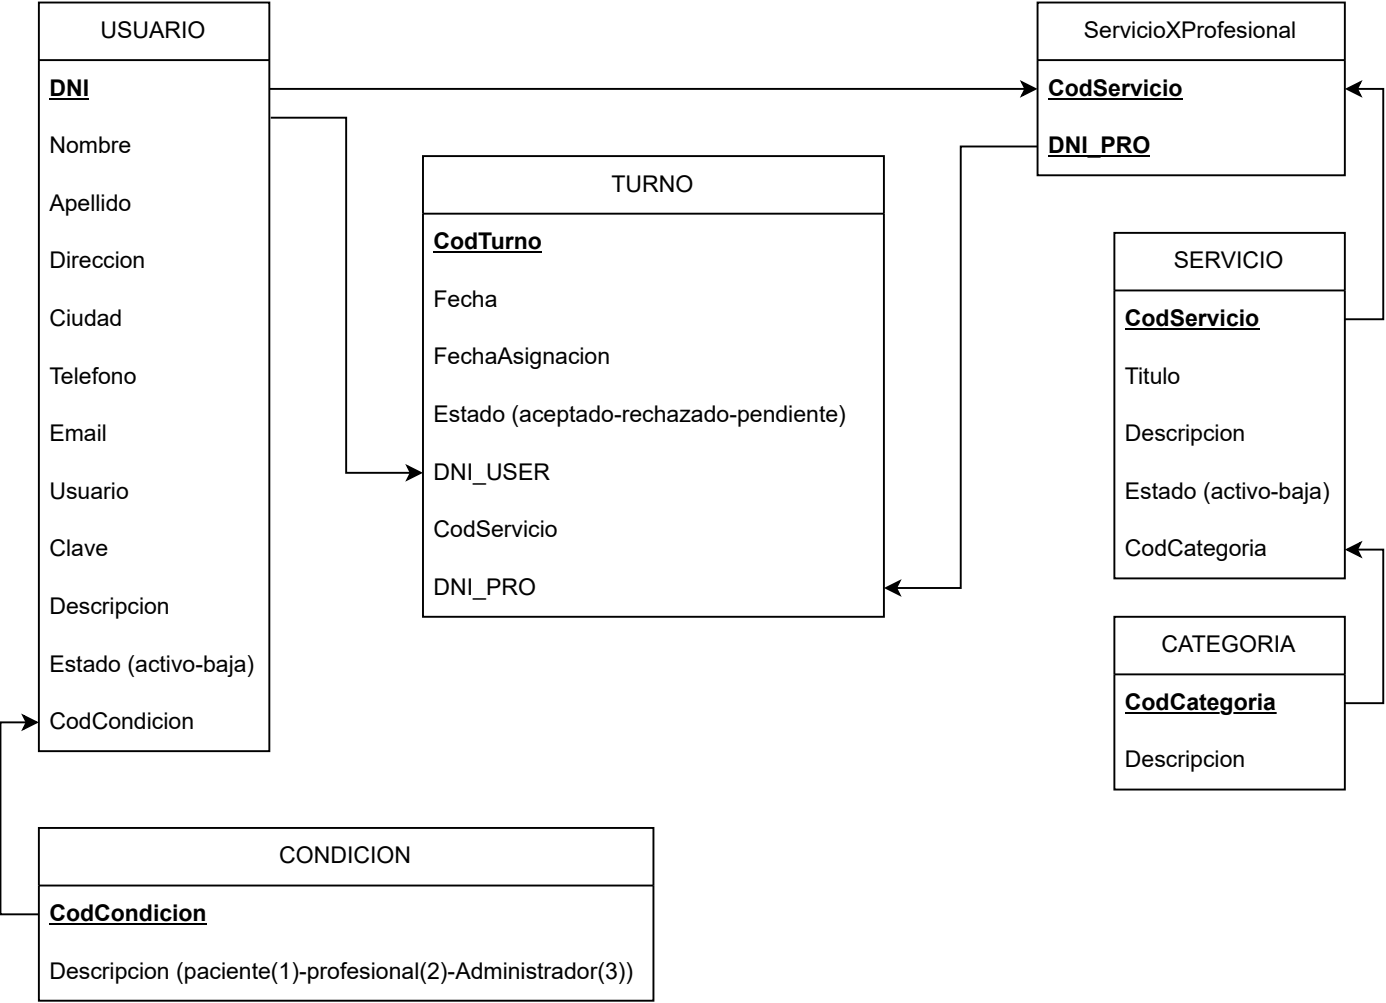 USUARIO
DNI
Nombre
Apellido
Direccion
Ciudad
Telefono
Email
Usuario
Clave
Descripcion
Estado (activo-baja)
CodCondicion
TURNO
CodTurno
Fecha
FechaAsignacion
Estado (aceptado-rechazado-pendiente)
DNI_USER
CodServicio
DNI_PRO
ServicioXProfesional
CodServicio
DNI_PRO
SERVICIO
CodServicio
Titulo
Descripcion
Estado (activo-baja)
CodCategoria
CATEGORIA
CodCategoria
Descripcion
CONDICION
CodCondicion
Descripcion (paciente(1)-profesional(2)-Administrador(3))